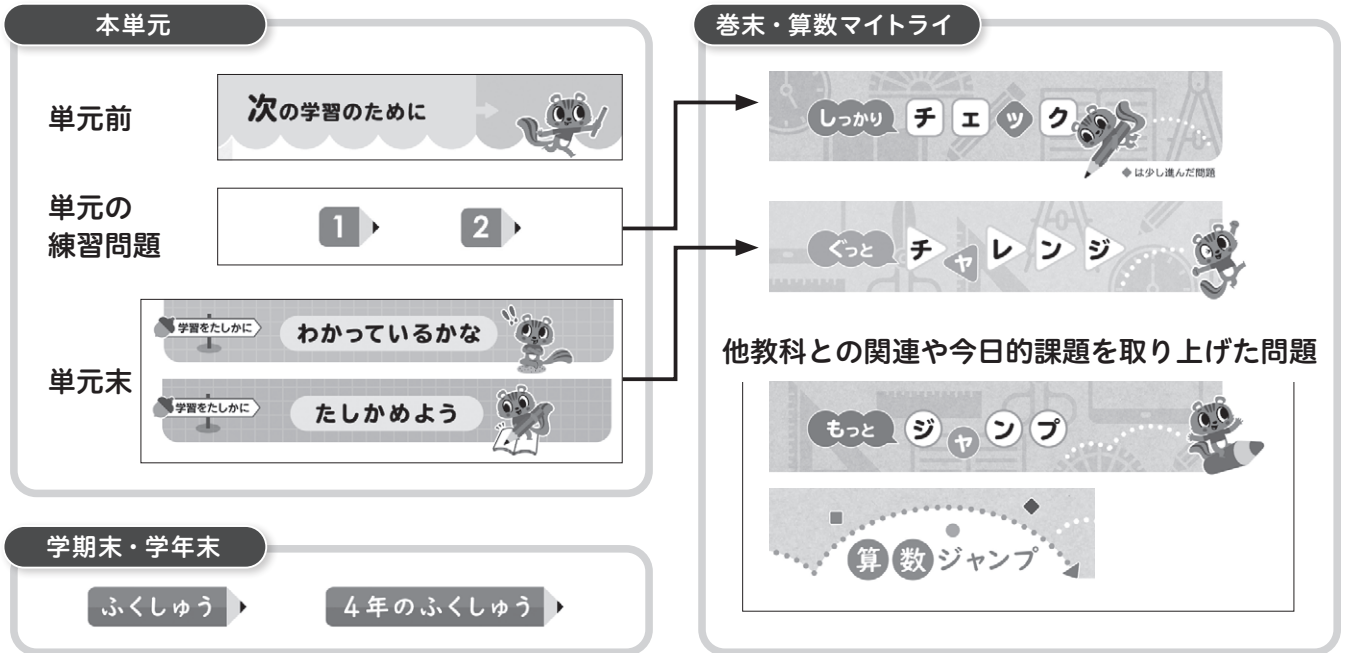 本単元
単元前
次の学習のために
単元の
練習問題
1 2
単元末
学習をたしかに
わかっているかな
学習をたしかに
たしかめよう
学期末・学年末
ふくしゅう
4年のふくしゅう
巻末・算数マイトライ
しっかり チェック
◆は少し進んだ問題
ぐっと チャレンジ
他教科との関連や今日的課題を取り上げた問題
もっと ジャンプ
算数ジャンプ